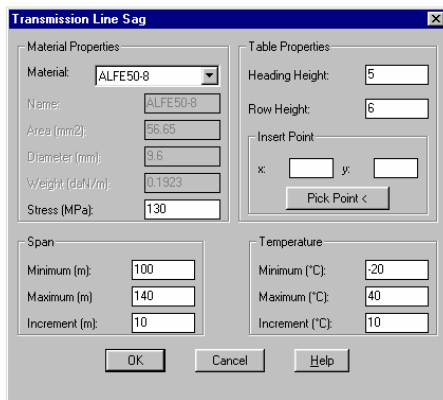 Transmission Line Sag
Material Properties
Material: ALFE50-8
Name: ALFE50-8
Area (mm2): 56.65
Diameter (mm): 9.6
Weight (daN/m): 0.1923
Stress (MPa): 130
Table Properties
Heading Height: 5
Row Height: 6
Insert Point
x: y:
Pick Point <
Span
Minimum (m): 100
Maximum (m) 140
Increment (m): 10
Temperature
Minimum (°C): -20
Maximum (°C): 40
Increment (°C): 10
OK Cancel Help